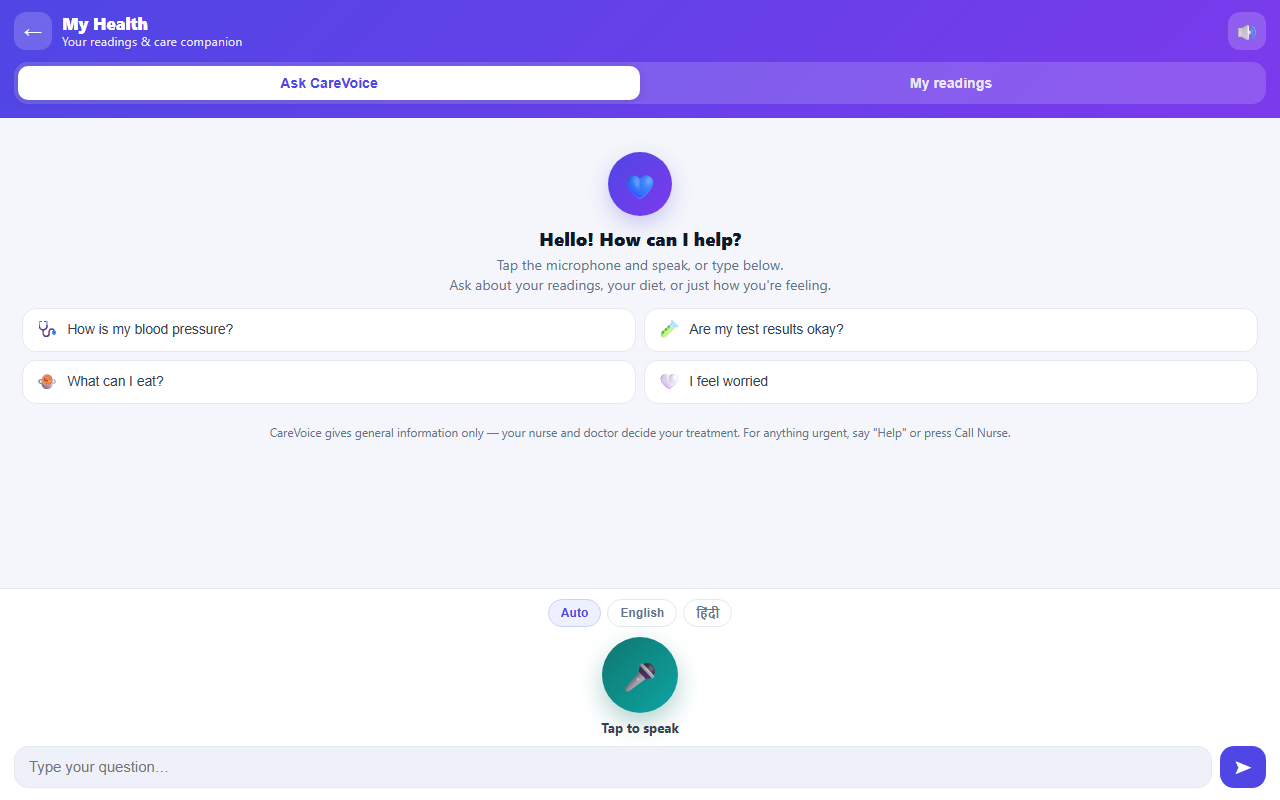 My Health
Your readings & care companion
Ask CareVoice
My readings
Hello! How can I help?
Tap the microphone and speak, or type below.
Ask about your readings, your diet, or just how you're feeling.
How is my blood pressure?
Are my test results okay?
What can I eat?
I feel worried
CareVoice gives general information only — your nurse and doctor decide your treatment. For anything urgent, say "Help" or press Call Nurse.
Auto
English
हिंदी
Tap to speak
Type your question…